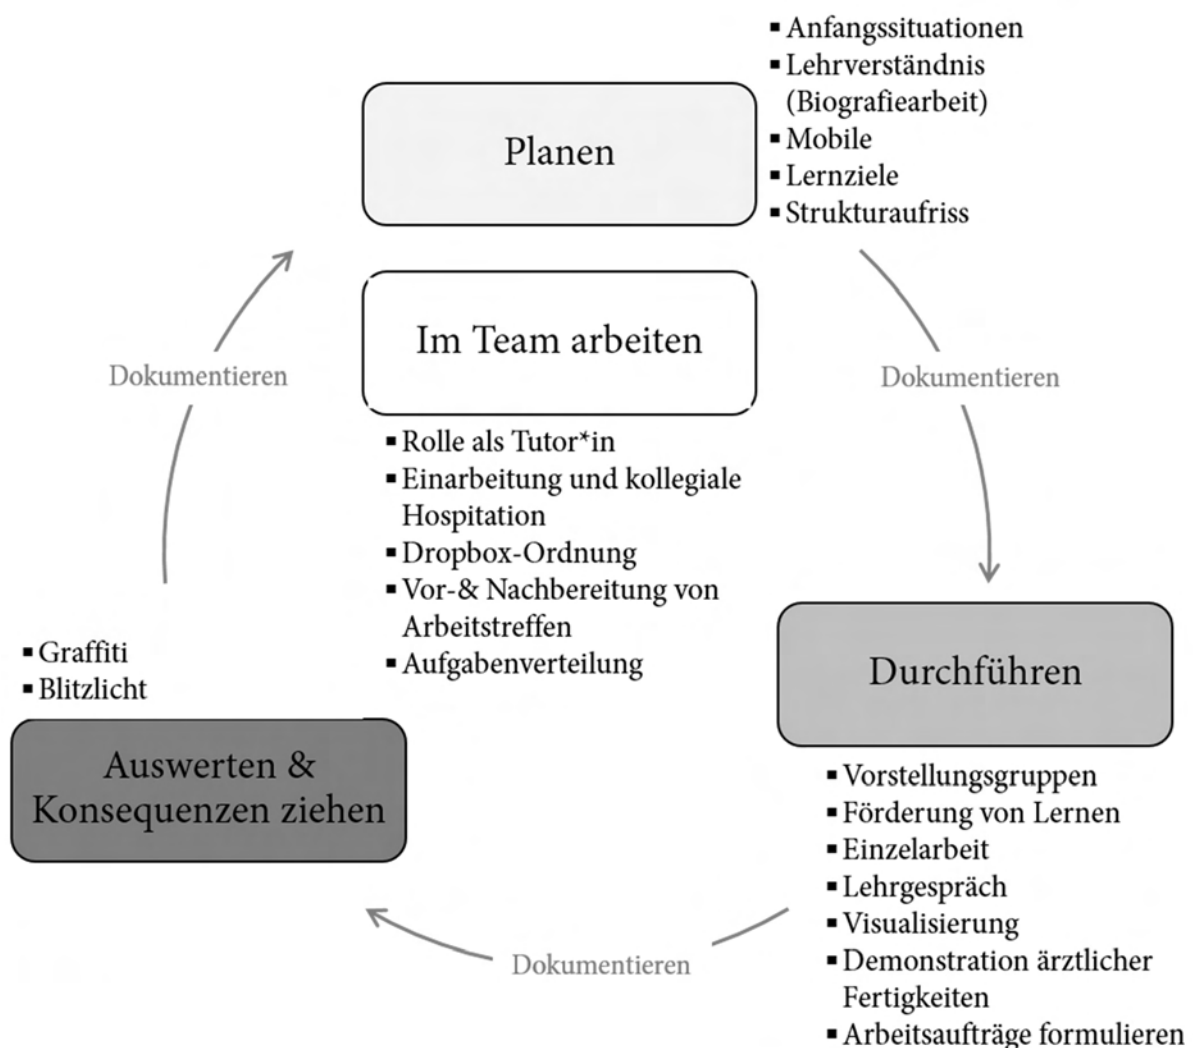 Planen
▪ Anfangssituationen
▪ Lehrverständnis
(Biografiearbeit)
▪ Mobile
▪ Lernziele
▪ Strukturaufriss
Im Team arbeiten
▪ Rolle als Tutor*in
▪ Einarbeitung und kollegiale
Hospitation
▪ Dropbox-Ordnung
▪ Vor-& Nachbereitung von
Arbeitstreffen
▪ Aufgabenverteilung
Dokumentieren
Durchführen
▪ Vorstellungsgruppen
▪ Förderung von Lernen
▪ Einzelarbeit
▪ Lehrgespräch
▪ Visualisierung
▪ Demonstration ärztlicher
Fertigkeiten
▪ Arbeitsaufträge formulieren
Dokumentieren
▪ Graffiti
▪ Blitzlicht
Auswerten &
Konsequenzen ziehen
Dokumentieren